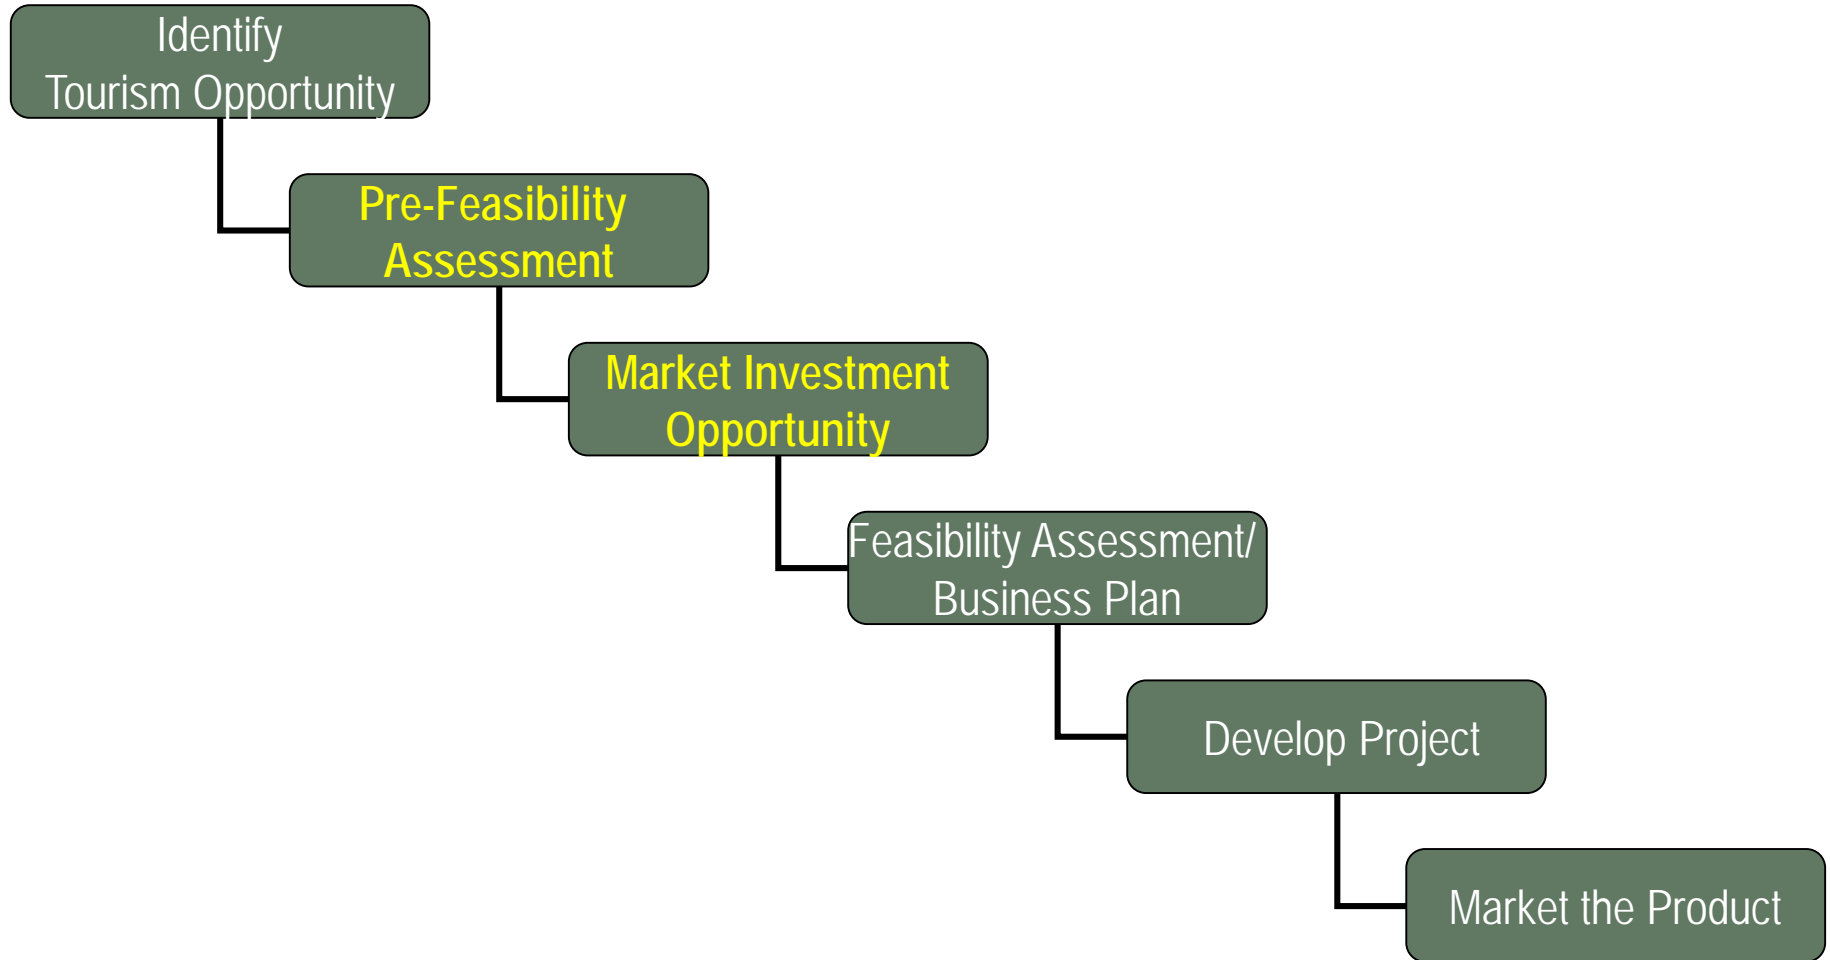 Identify
Tourism Opportunity
Pre-Feasibility
Assessment
Market Investment
Opportunity
Feasibility Assessment/
Business Plan
Develop Project
Market the Product